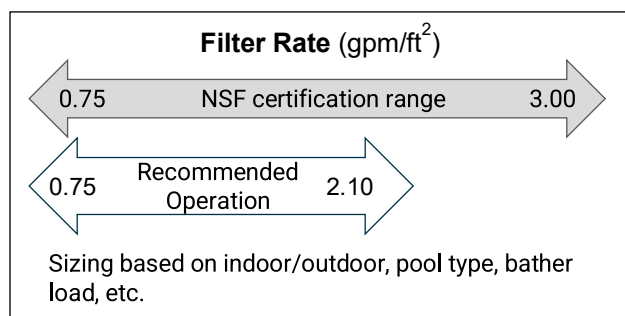 Filter Rate (gpm/ft²)
0.75 NSF certification range 3.00
Recommended
0.75 2.10
Operation
Sizing based on indoor/outdoor, pool type, bather
load, etc.